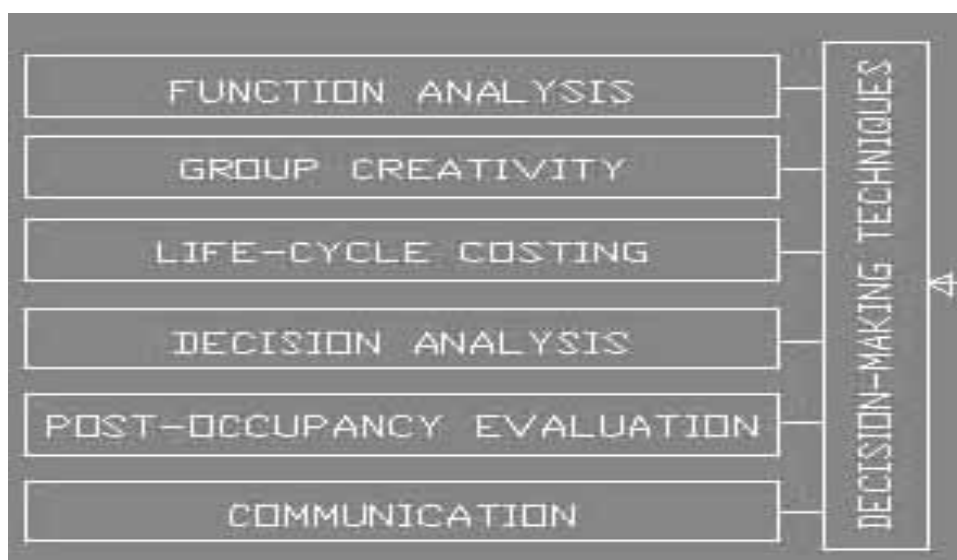 FUNCTION ANALYSIS
GROUP CREATIVITY
LIFE-CYCLE COSTING
DECISION ANALYSIS
POST-OCCUPANCY EVALUATION
COMMUNICATION
DECISION-MAKING TECHNIQUES